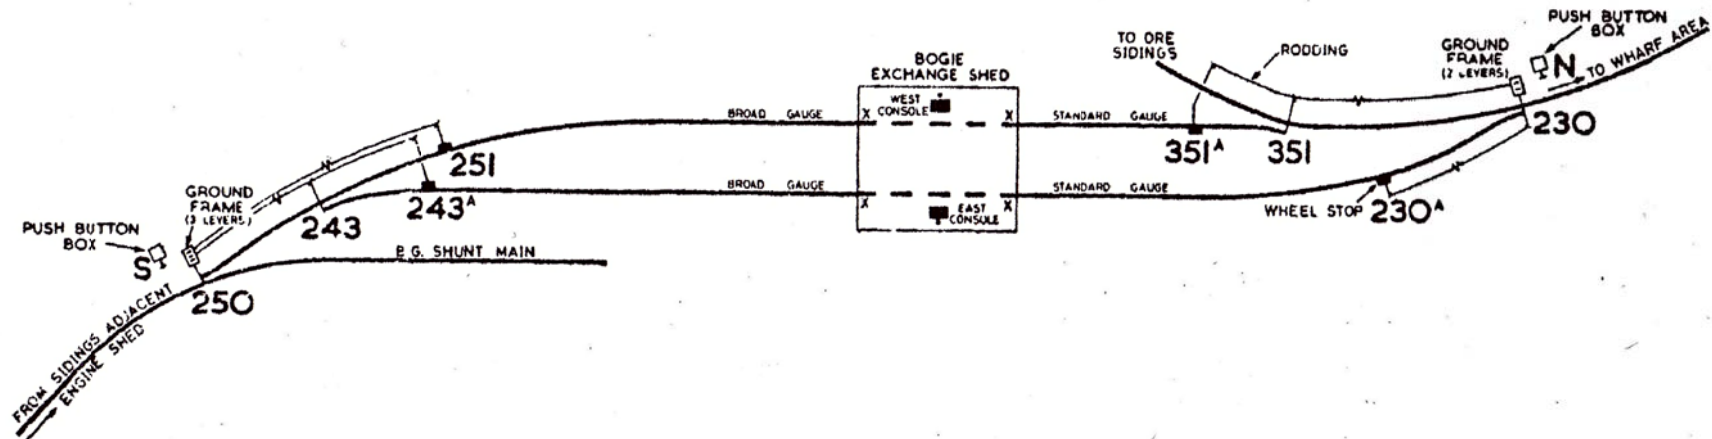 PUSH BUTTON
BOX
S
GROUND
FRAME
(3 LEVERS)
250
FROM SIDINGS ADJACENT
ENGINE SHED
243
243A
251
B.G. SHUNT MAIN
BROAD GAUGE
BROAD GAUGE
BOGIE
EXCHANGE SHED
X
WEST
CONSOLE
X
X
EAST
CONSOLE
X
STANDARD GAUGE
STANDARD GAUGE
TO ORE
SIDINGS
RODDING
351A
351
WHEEL STOP
230A
GROUND
FRAME
(2 LEVERS)
PUSH BUTTON
BOX
N
TO WHARF AREA
230